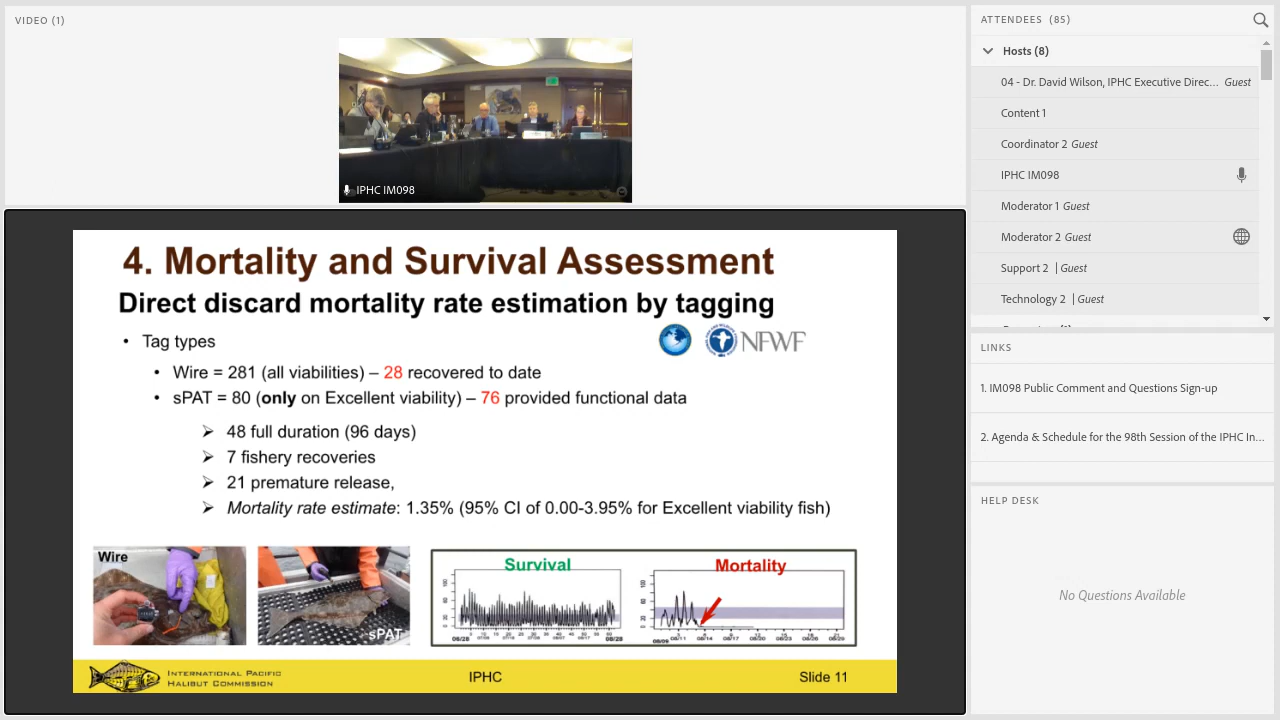 VIDEO (1)
IPHC IM098
4. Mortality and Survival Assessment
Direct discard mortality rate estimation by tagging
• Tag types
NFWF
• Wire = 281 (all viabilities) – 28 recovered to date
• sPAT = 80 (only on Excellent viability) – 76 provided functional data
➢ 48 full duration (96 days)
➢ 7 fishery recoveries
➢ 21 premature release,
➢ Mortality rate estimate: 1.35% (95% CI of 0.00-3.95% for Excellent viability fish)
Wire
sPAT
Survival
Mortality
INTERNATIONAL PACIFIC
HALIBUT COMMISSION
IPHC
Slide 11
ATTENDEES (85)
Hosts (8)
04 - Dr. David Wilson, IPHC Executive Direc... Guest
Content 1
Coordinator 2 Guest
IPHC IM098
Moderator 1 Guest
Moderator 2 Guest
Support 2 | Guest
Technology 2 | Guest
LINKS
1. IM098 Public Comment and Questions Sign-up
2. Agenda & Schedule for the 98th Session of the IPHC In...
HELP DESK
No Questions Available